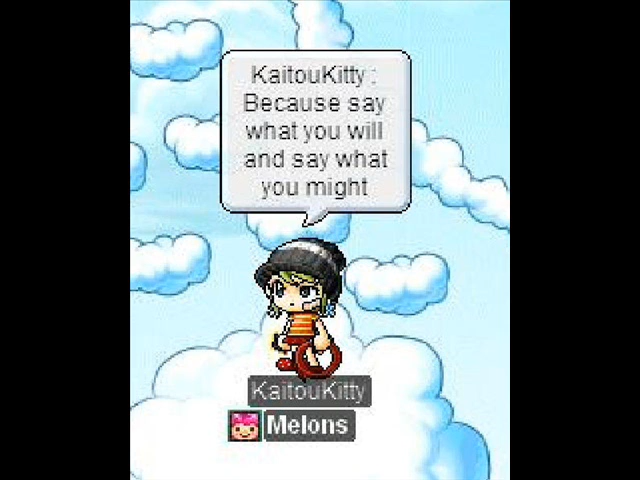 KaitouKitty :
Because say
what you will
and say what
you might
KaitouKitty
Melons